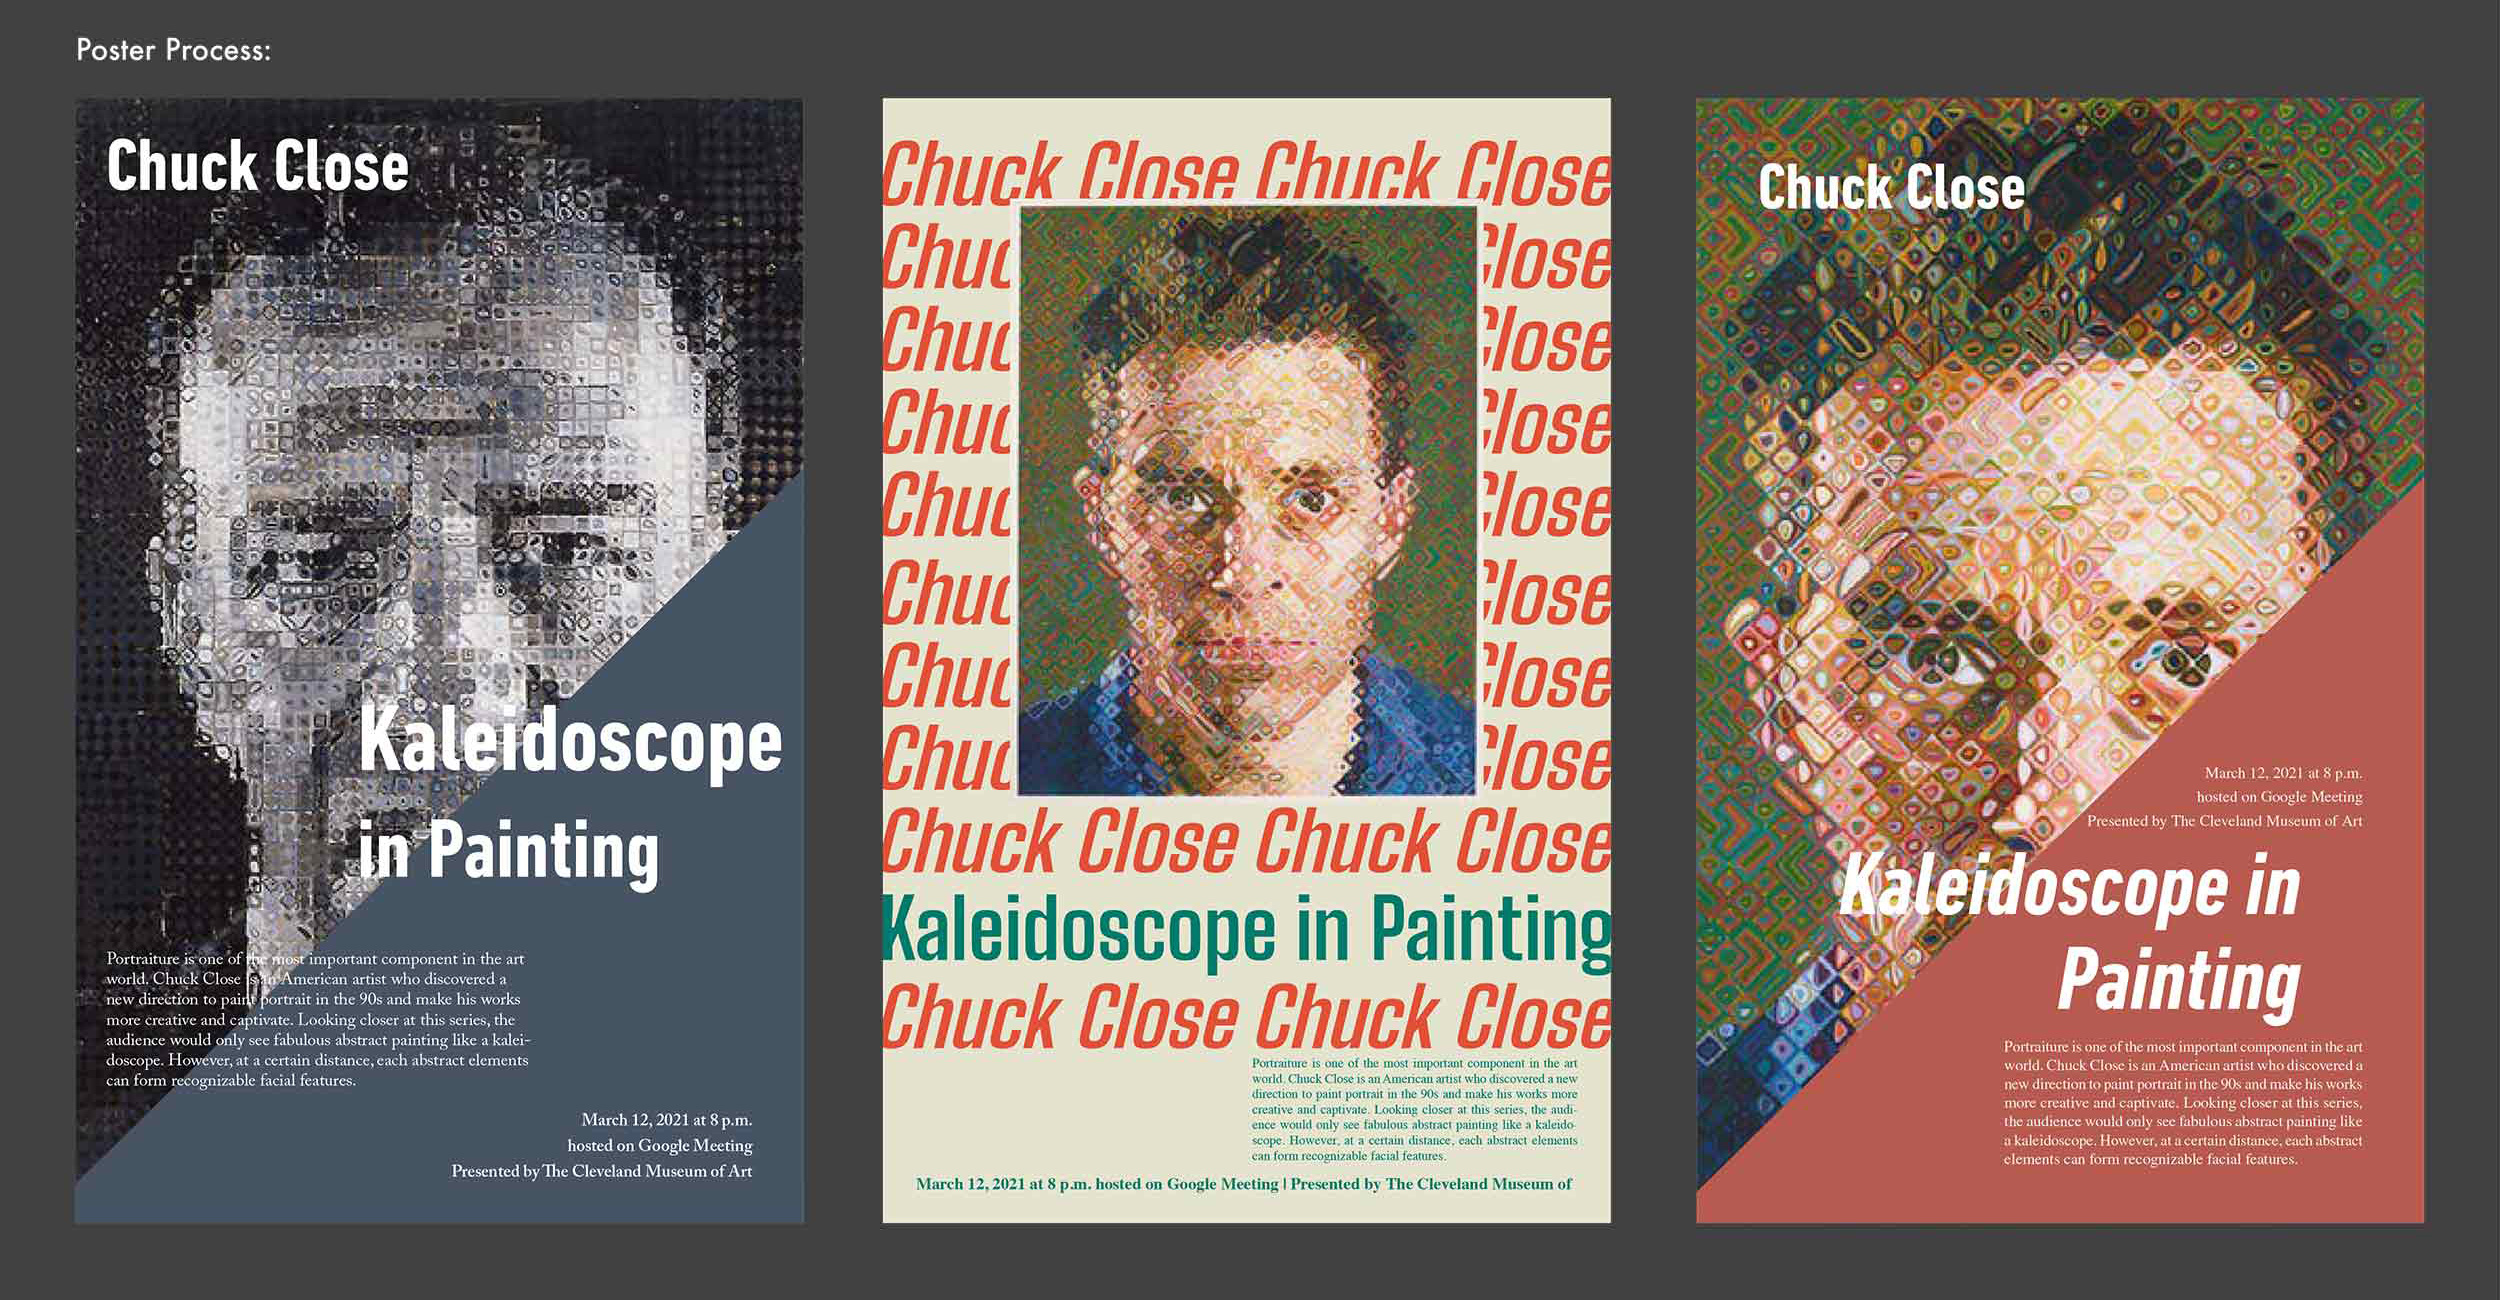 Poster Process:
Chuck Close
Kaleidoscope
in Painting
Portraiture is one of the most important component in the art
world. Chuck Close is an American artist who discovered a
new direction to paint portrait in the 90s and make his works
more creative and captivate. Looking closer at this series, the
audience would only see fabulous abstract painting like a kalei-
doscope. However, at a certain distance, each abstract elements
can form recognizable facial features.
March 12, 2021 at 8 p.m.
hosted on Google Meeting
Presented by The Cleveland Museum of Art
Chuck Close Chuck Close
Chuc Close
Chuc Close
Chuc Close
Chuc Close
Chuc Close
Chuc Close
Chuc Close
Chuck Close Chuck Close
Kaleidoscope in Painting
Chuck Close Chuck Close
Portraiture is one of the most important component in the art
world. Chuck Close is an American artist who discovered a new
direction to paint portrait in the 90s and make his works more
creative and captivate. Looking closer at this series, the audi-
ence would only see fabulous abstract painting like a kaleido-
scope. However, at a certain distance, each abstract elements
can form recognizable facial features.
March 12, 2021 at 8 p.m. hosted on Google Meeting | Presented by The Cleveland Museum of
Chuck Close
March 12, 2021 at 8 p.m.
hosted on Google Meeting
Presented by The Cleveland Museum of Art
Kaleidoscope in
Painting
Portraiture is one of the most important component in the art
world. Chuck Close is an American artist who discovered a
new direction to paint portrait in the 90s and make his works
more creative and captivate. Looking closer at this series,
the audience would only see fabulous abstract painting like
a kaleidoscope. However, at a certain distance, each abstract
elements can form recognizable facial features.